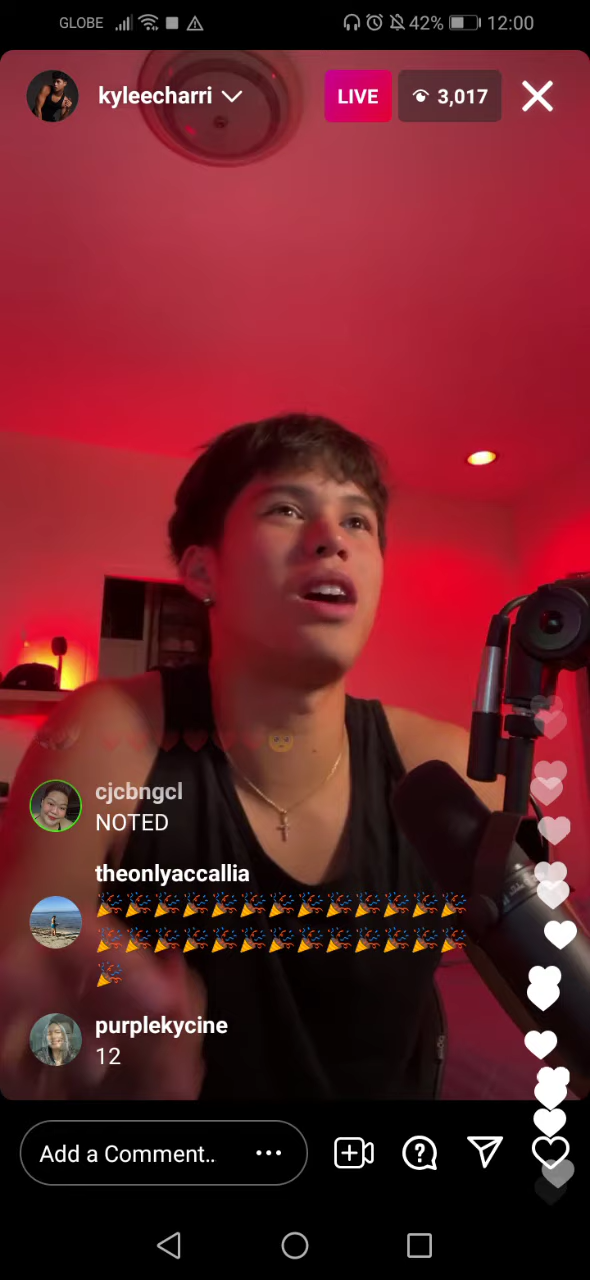 GLOBE 42% 12:00
kyleecharri LIVE 3,017
cjcbngcl
NOTED
theonlyaccallia
purplekycine
12
Add a Comment..